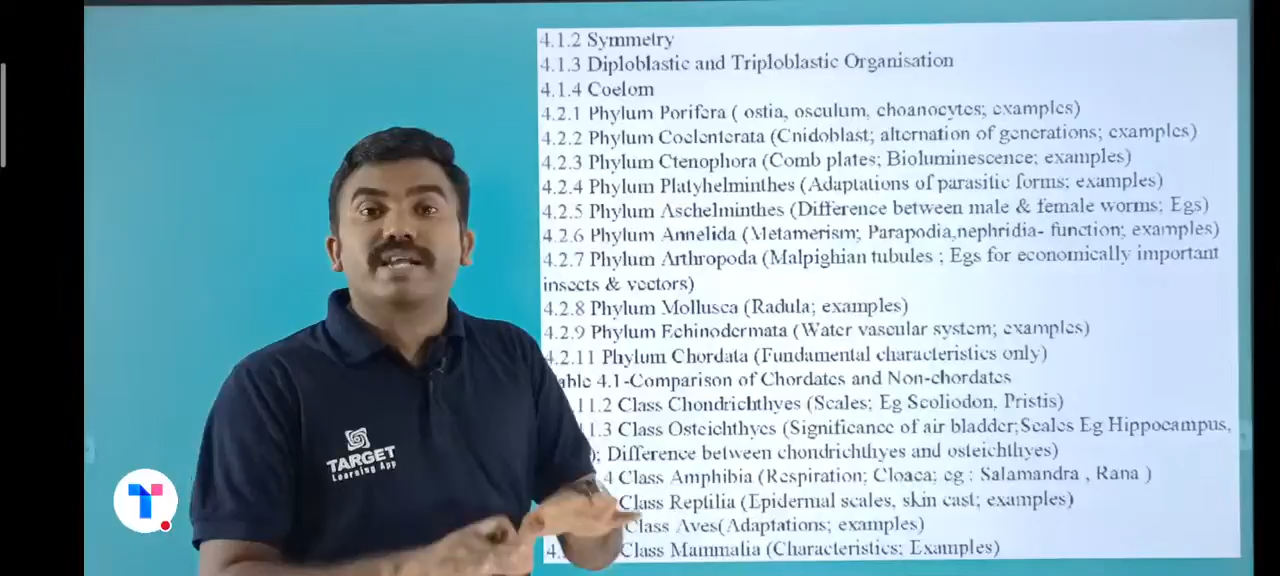 4.1.2 Symmetry
4.1.3 Diploblastic and Triploblastic Organisation
4.1.4 Coelom
4.2.1 Phylum Porifera ( ostia, osculum, choanocytes; examples)
4.2.2 Phylum Coelenterata (Cnidoblast; alternation of generations; examples)
4.2.3 Phylum Ctenophora (Comb plates; Bioluminescence; examples)
4.2.4 Phylum Platyhelminthes (Adaptations of parasitic forms; examples)
4.2.5 Phylum Aschelminthes (Difference between male & female worms; Egs)
4.2.6 Phylum Annelida (Metamerism; Parapodia,nephridia- function; examples)
4.2.7 Phylum Arthropoda (Malpighian tubules ; Egs for economically important
insects & vectors)
4.2.8 Phylum Mollusca (Radula; examples)
4.2.9 Phylum Echinodermata (Water vascular system; examples)
4.2.11 Phylum Chordata (Fundamental characteristics only)
able 4.1-Comparison of Chordates and Non-chordates
11.2 Class Chondrichthyes (Scales; Eg Scoliodon, Pristis)
1.3 Class Osteichthyes (Significance of air bladder;Scales Eg Hippocampus,
); Difference between chondrichthyes and osteichthyes)
4 Class Amphibia (Respiration; Cloaca; eg : Salamandra , Rana )
Class Reptilia (Epidermal scales, skin cast; examples)
Class Aves(Adaptations; examples)
4. Class Mammalia (Characteristics; Examples)
TARGET
Learning App